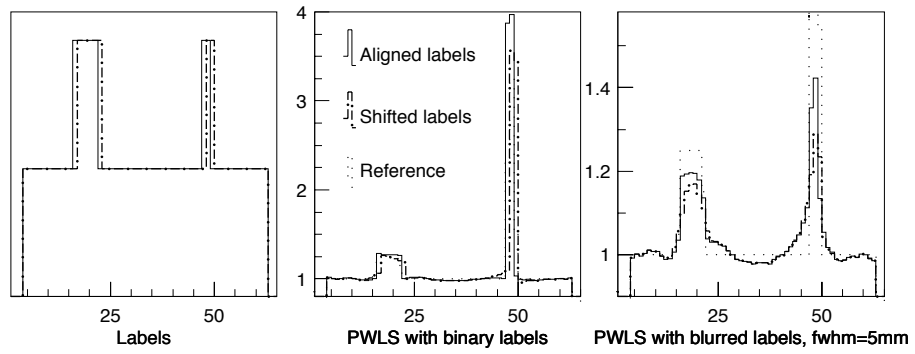 4
3
2
1
Aligned labels
Shifted labels
Reference
1.4
1.2
1
25
50
Labels
25
50
PWLS with binary labels
25
50
PWLS with blurred labels, fwhm=5mm